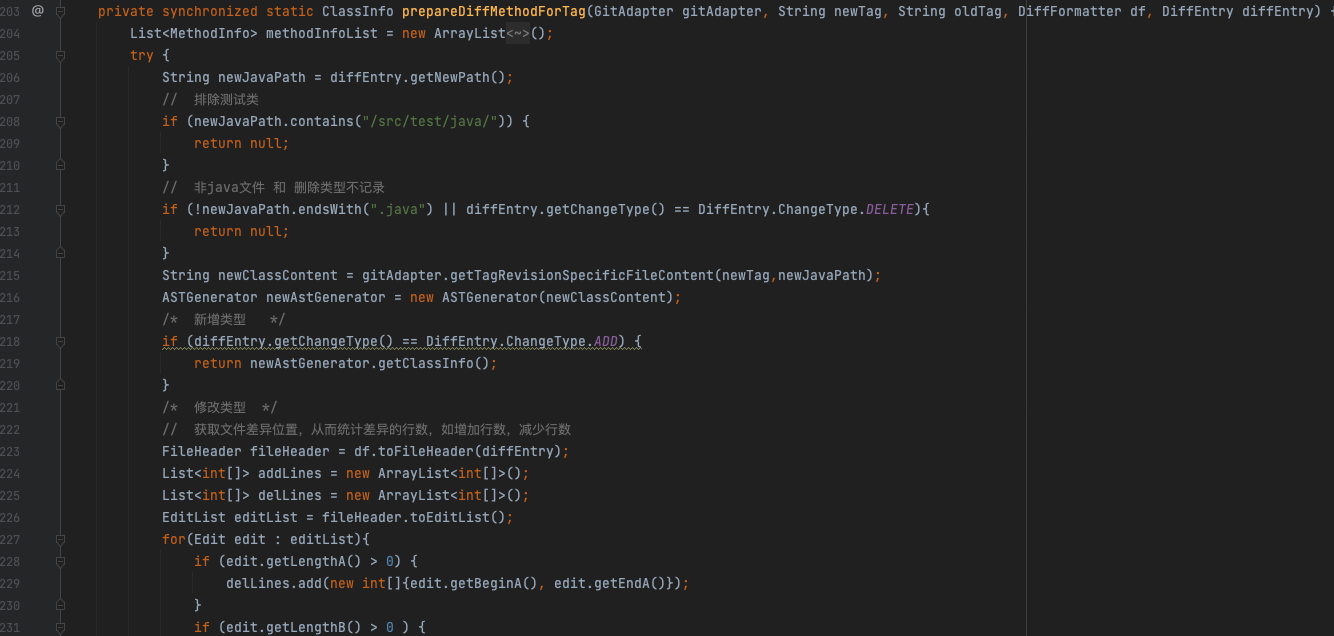 203 @ private synchronized static ClassInfo prepareDiffMethodForTag(GitAdapter gitAdapter, String newTag, String oldTag, DiffFormatter df, DiffEntry diffEntry) {
204 List<MethodInfo> methodInfoList = new ArrayList<~>();
205 try {
206 String newJavaPath = diffEntry.getNewPath();
207 //  排除测试类
208 if (newJavaPath.contains("/src/test/java/")) {
209 return null;
210 }
211 //  非java文件 和 删除类型不记录
212 if (!newJavaPath.endsWith(".java") || diffEntry.getChangeType() == DiffEntry.ChangeType.DELETE){
213 return null;
214 }
215 String newClassContent = gitAdapter.getTagRevisionSpecificFileContent(newTag,newJavaPath);
216 ASTGenerator newAstGenerator = new ASTGenerator(newClassContent);
217 /*  新增类型   */
218 if (diffEntry.getChangeType() == DiffEntry.ChangeType.ADD) {
219 return newAstGenerator.getClassInfo();
220 }
221 /*  修改类型  */
222 //  获取文件差异位置，从而统计差异的行数，如增加行数，减少行数
223 FileHeader fileHeader = df.toFileHeader(diffEntry);
224 List<int[]> addLines = new ArrayList<int[]>();
225 List<int[]> delLines = new ArrayList<int[]>();
226 EditList editList = fileHeader.toEditList();
227 for(Edit edit : editList){
228 if (edit.getLengthA() > 0) {
229 delLines.add(new int[]{edit.getBeginA(), edit.getEndA()});
230 }
231 if (edit.getLengthB() > 0 ) {